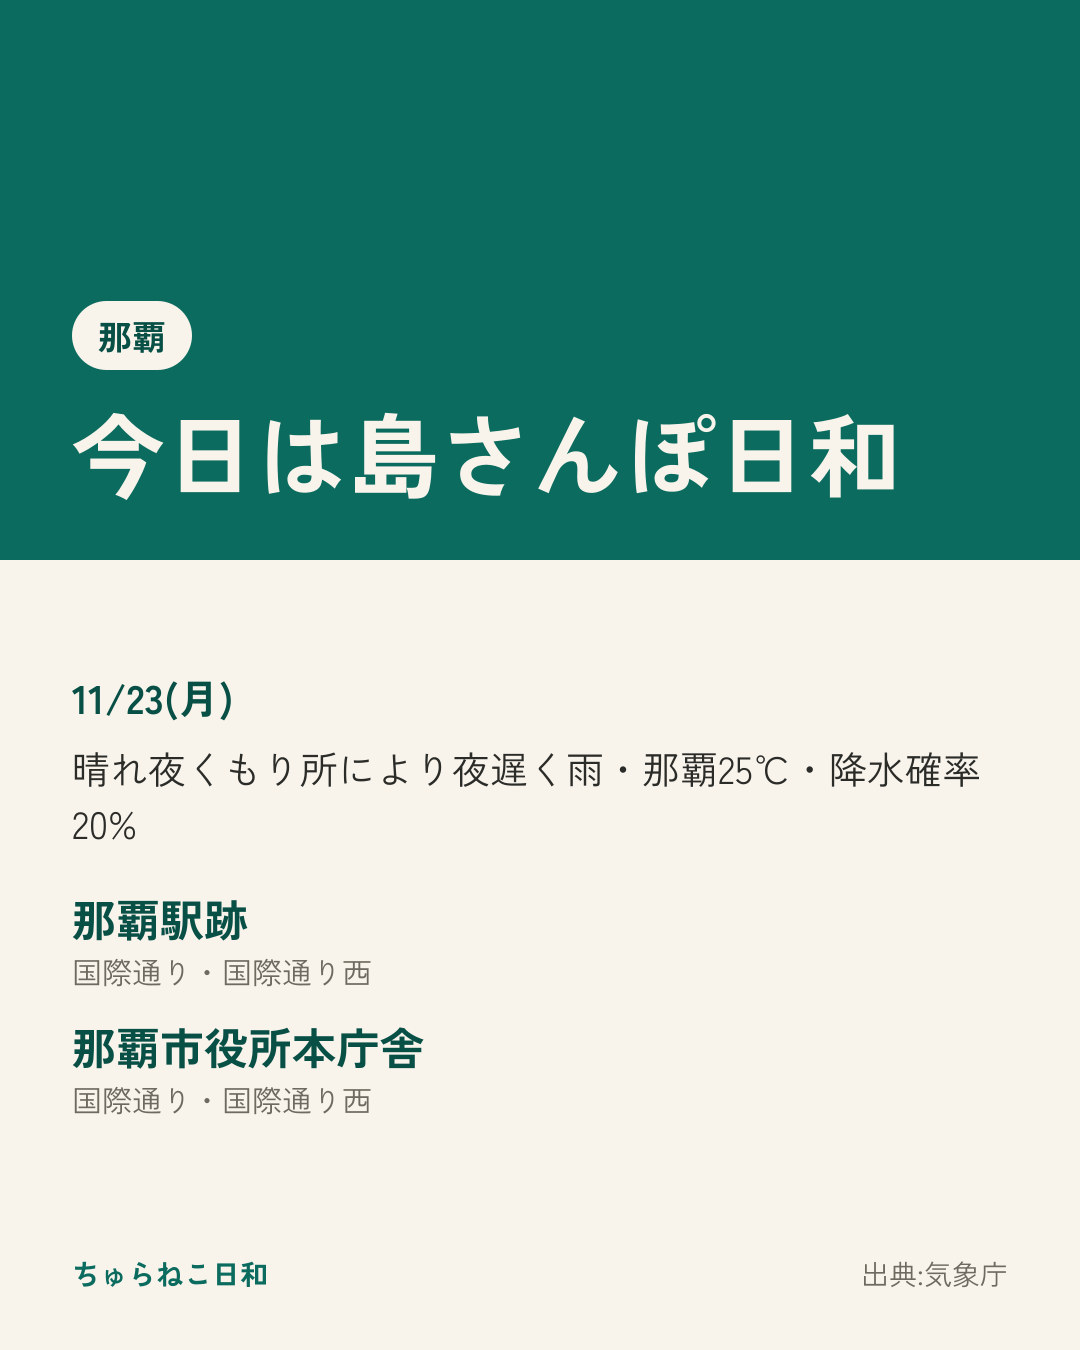 那覇
今日は島さんぽ日和
11/23(月)
晴れ夜くもり所により夜遅く雨・那覇25℃・降水確率
20%
那覇駅跡
国際通り・国際通り西
那覇市役所本庁舎
国際通り・国際通り西
ちゅらねこ日和
出典:気象庁